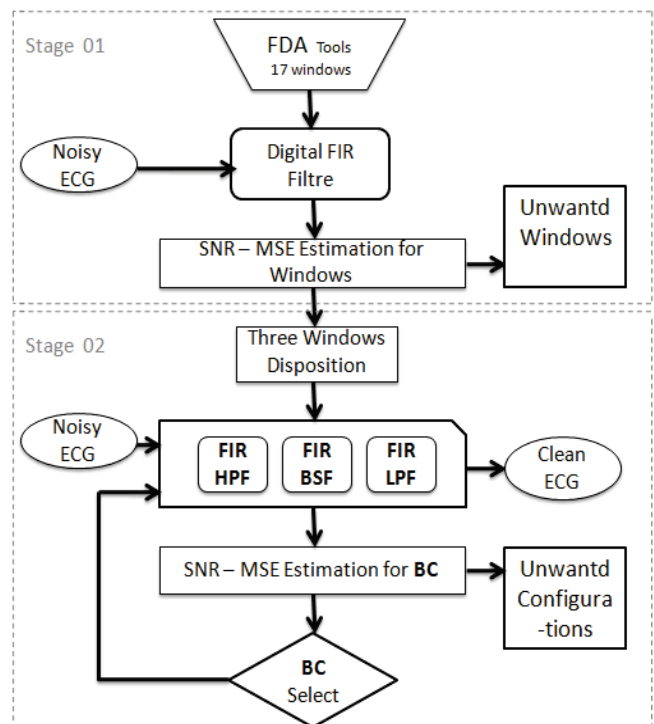 Stage 01
FDA Tools
17 windows
Noisy
ECG
Digital FIR
Filtre
Unwantd
Windows
SNR – MSE Estimation for
Windows
Stage 02
Three Windows
Disposition
Noisy
ECG
FIR
HPF
FIR
BSF
FIR
LPF
Clean
ECG
SNR – MSE Estimation for BC
Unwantd
Configura
-tions
BC
Select